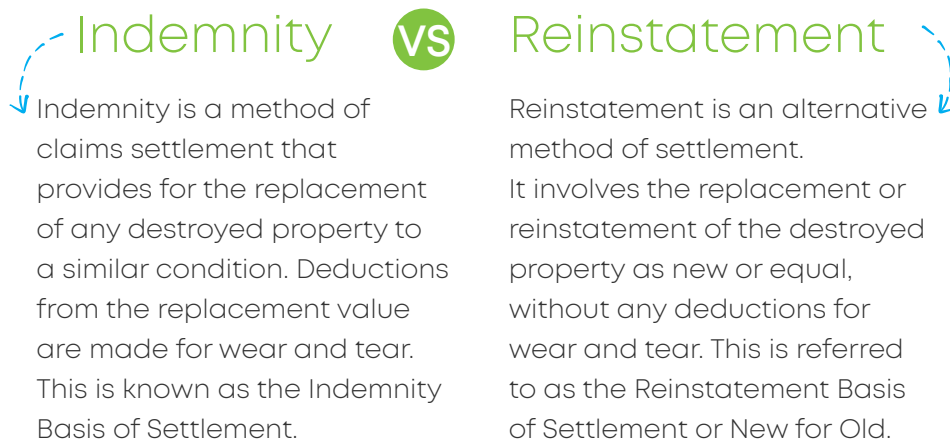 Indemnity
VS
Reinstatement
Indemnity is a method of
claims settlement that
provides for the replacement
of any destroyed property to
a similar condition. Deductions
from the replacement value
are made for wear and tear.
This is known as the Indemnity
Basis of Settlement.
Reinstatement is an alternative
method of settlement.
It involves the replacement or
reinstatement of the destroyed
property as new or equal,
without any deductions for
wear and tear. This is referred
to as the Reinstatement Basis
of Settlement or New for Old.